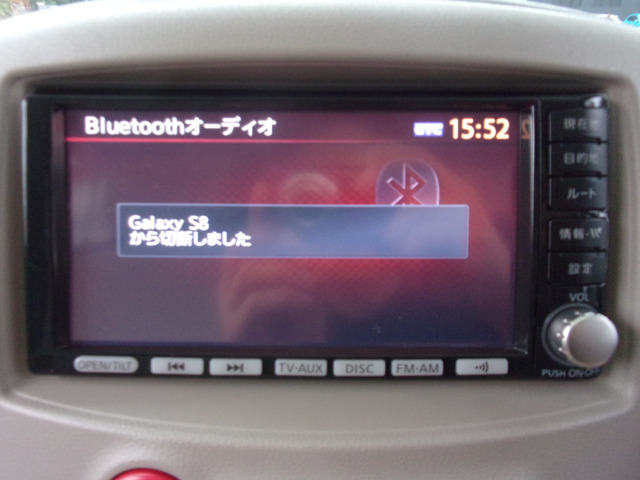 Bluetoothオーディオ
ETC 15:52
Galaxy S8
から切断しました
現在地
目的地
ルート
情報・
設定
VOL
PUSH ON・OFF
OPEN/TILT
TV・AUX
DISC
FM・AM